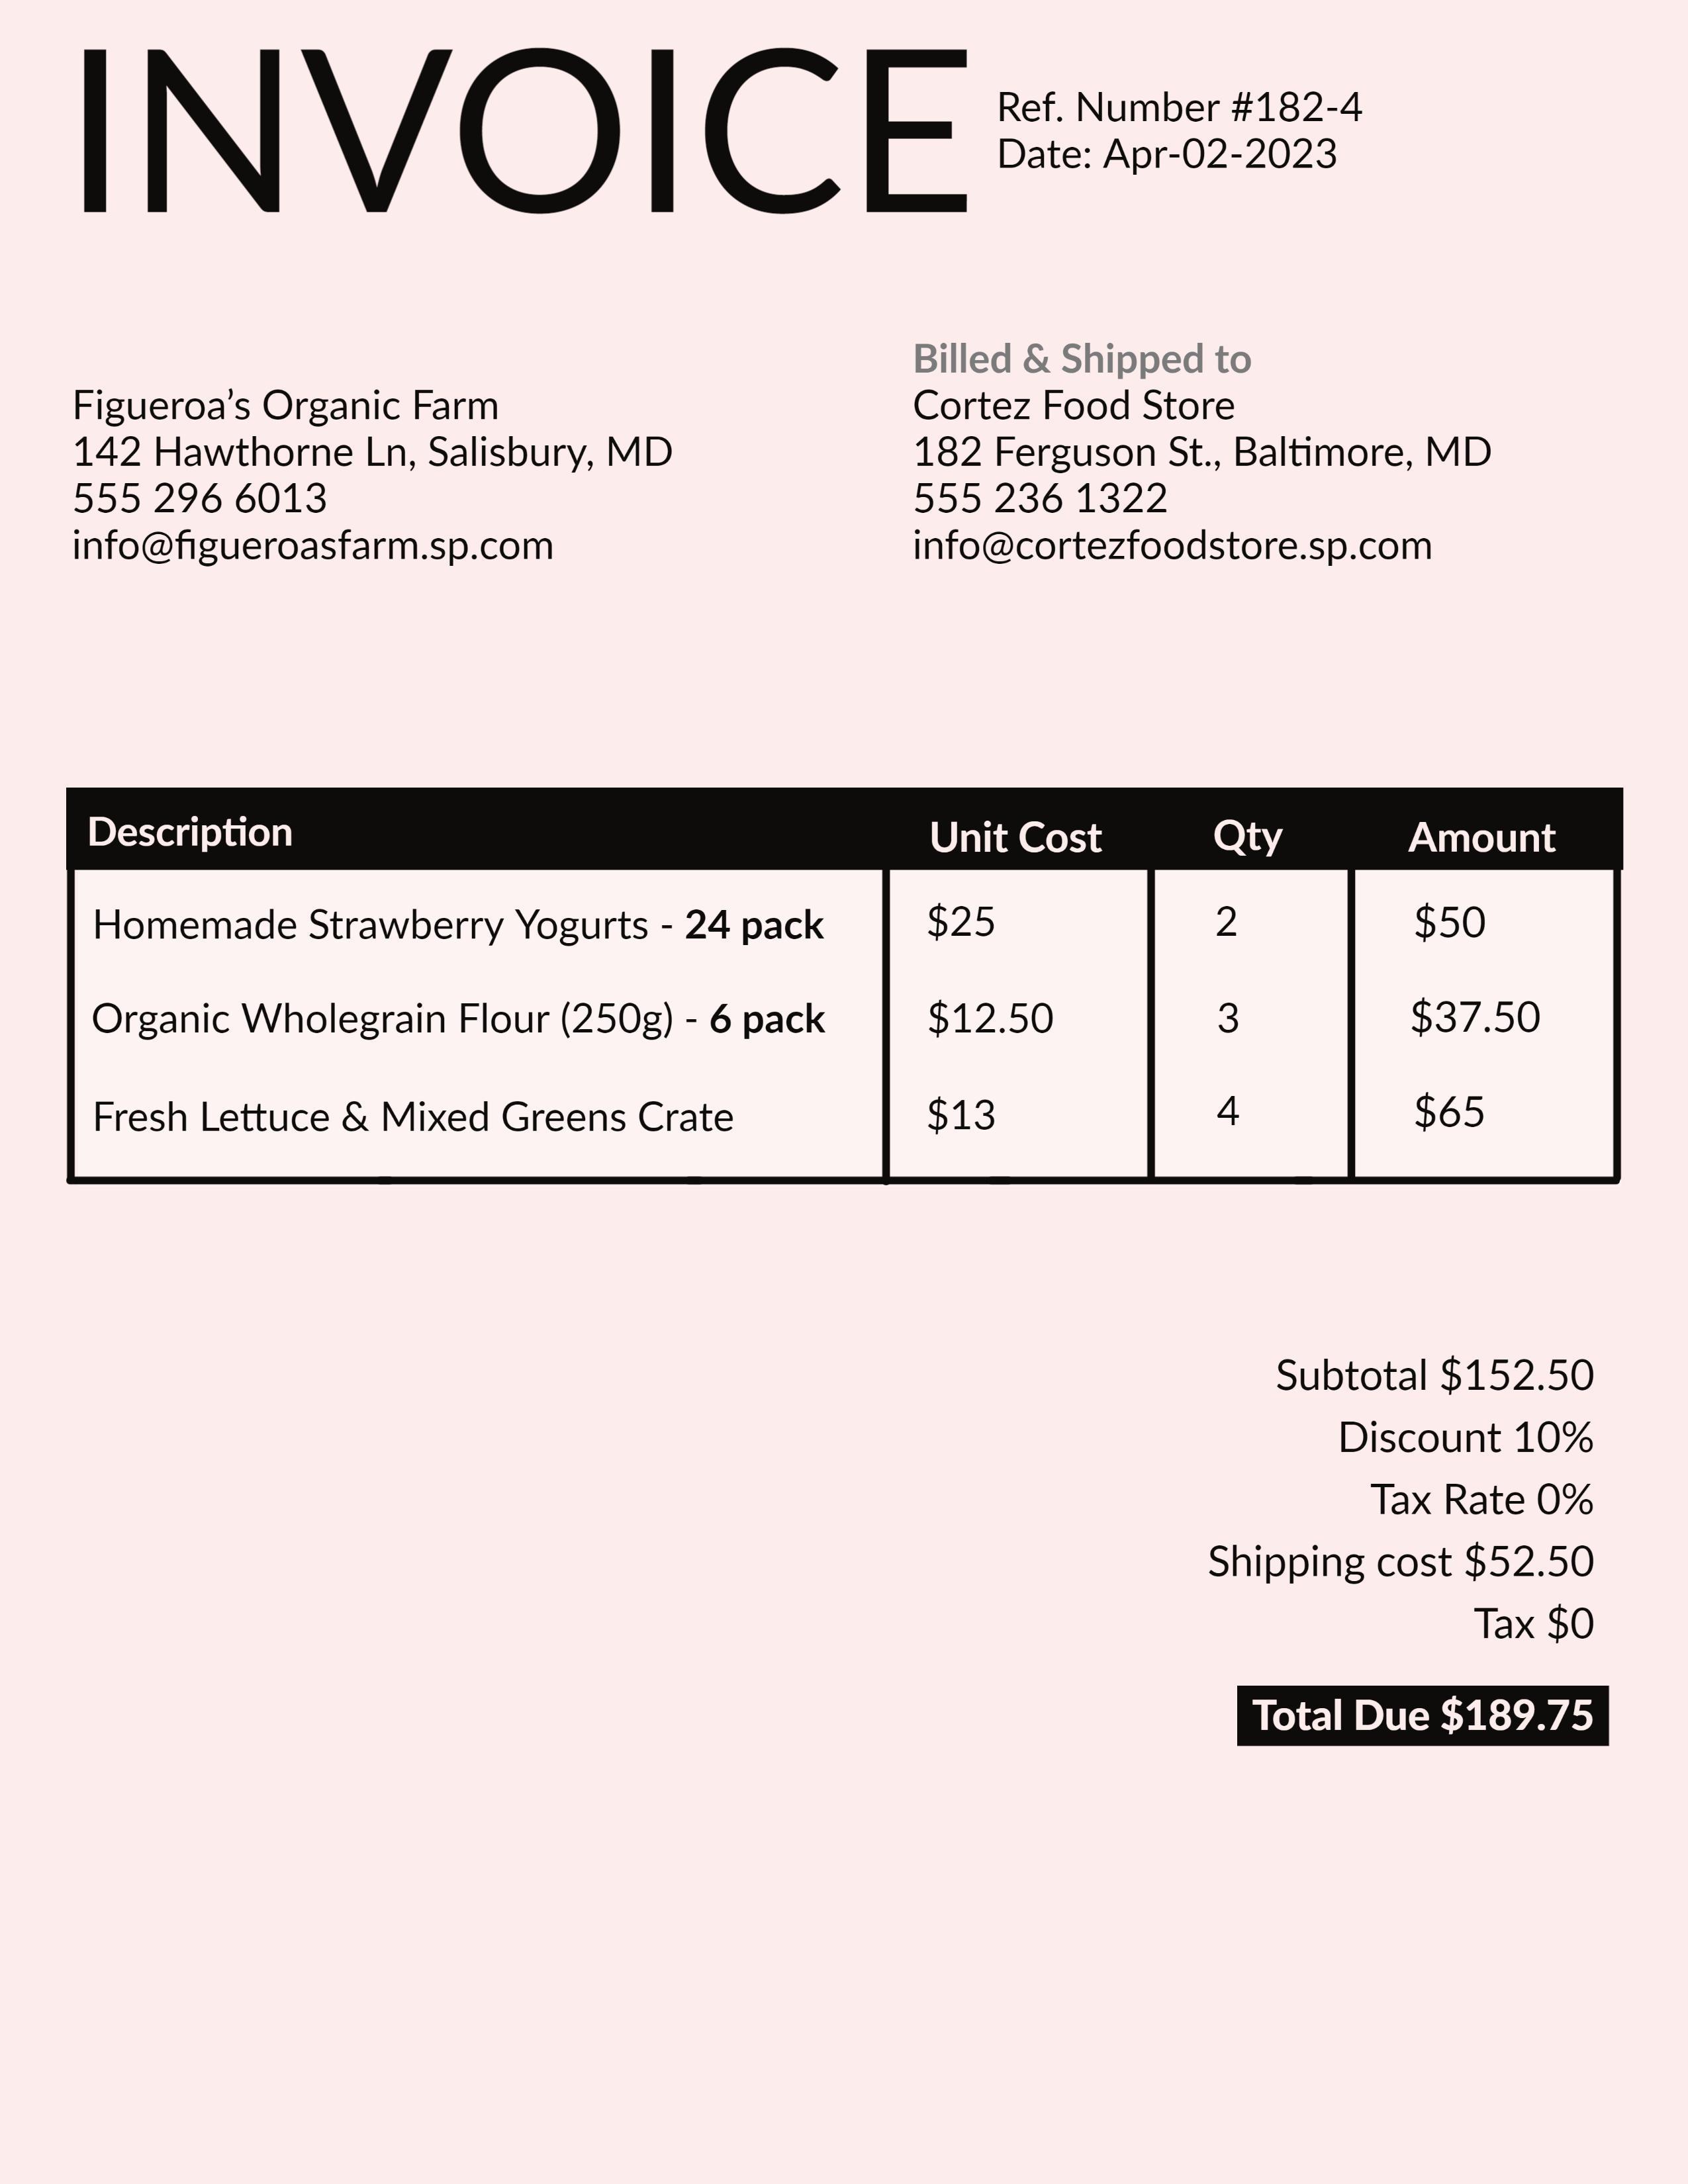 INVOICE
Ref. Number #182-4
Date: Apr-02-2023
Figueroa’s Organic Farm
142 Hawthorne Ln, Salisbury, MD
555 296 6013
info@figueroasfarm.sp.com
Billed & Shipped to
Cortez Food Store
182 Ferguson St., Baltimore, MD
555 236 1322
info@cortezfoodstore.sp.com
Description Unit Cost Qty Amount
Homemade Strawberry Yogurts - 24 pack $25 2 $50
Organic Wholegrain Flour (250g) - 6 pack $12.50 3 $37.50
Fresh Lettuce & Mixed Greens Crate $13 4 $65
Subtotal $152.50
Discount 10%
Tax Rate 0%
Shipping cost $52.50
Tax $0
Total Due $189.75